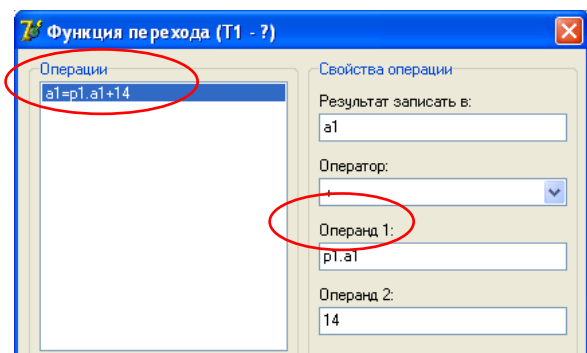 Функция перехода (T1 - ?)
Операции
a1=p1.a1+14
Свойства операции
Результат записать в:
a1
Оператор:
+
Операнд 1:
p1.a1
Операнд 2:
14